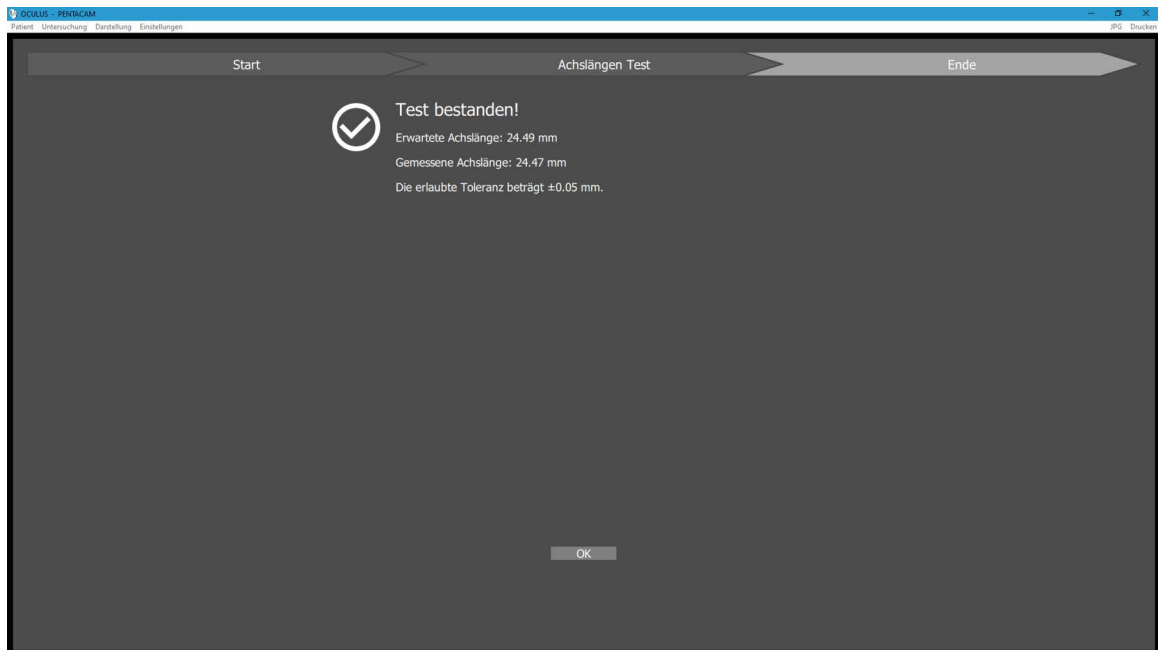 OCULUS - PENTACAM
Patient Untersuchung Darstellung Einstellungen JPG Drucken
Start Achslängen Test Ende
Test bestanden!
Erwartete Achslänge: 24.49 mm
Gemessene Achslänge: 24.47 mm
Die erlaubte Toleranz beträgt ±0.05 mm.
OK